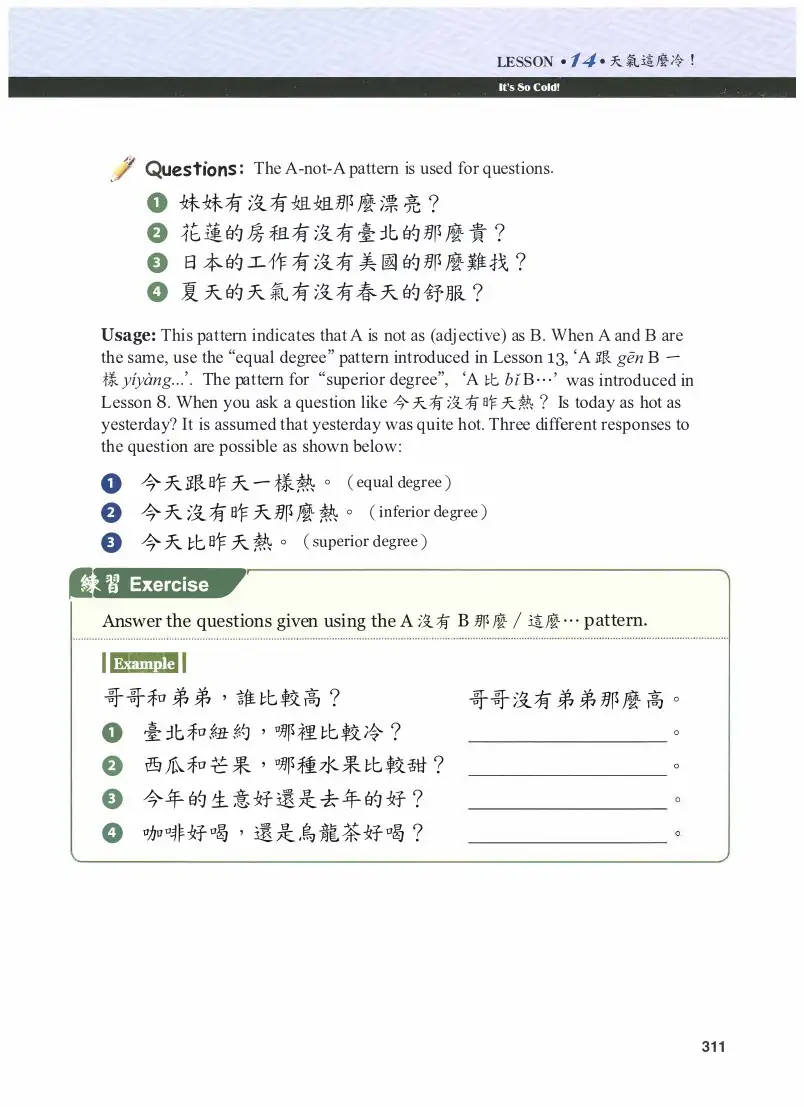 LESSON • 14 • 天氣這麼冷！
It's So Cold!
Questions: The A-not-A pattern is used for questions.
1 妹妹有沒有姐姐那麼漂亮？
2 花蓮的房租有沒有臺北的那麼貴？
3 日本的工作有沒有美國的那麼難找？
4 夏天的天氣有沒有春天的舒服？
Usage: This pattern indicates that A is not as (adjective) as B. When A and B are
the same, use the “equal degree” pattern introduced in Lesson 13, ‘A 跟 gēn B 一
樣 yíyàng...’. The pattern for “superior degree”, ‘A 比 bǐ B⋯’ was introduced in
Lesson 8. When you ask a question like 今天有沒有昨天熱？ Is today as hot as
yesterday? It is assumed that yesterday was quite hot. Three different responses to
the question are possible as shown below:
1 今天跟昨天一樣熱。（equal degree）
2 今天沒有昨天那麼熱。（inferior degree）
3 今天比昨天熱。（superior degree）
練習 Exercise
Answer the questions given using the A 沒有 B 那麼 / 這麼⋯ pattern.
Example
哥哥和弟弟，誰比較高？ 哥哥沒有弟弟那麼高。
1 臺北和紐約，哪裡比較冷？ ____________________。
2 西瓜和芒果，哪種水果比較甜？ ____________________。
3 今年的生意好還是去年的好？ ____________________。
4 咖啡好喝，還是烏龍茶好喝？ ____________________。
311